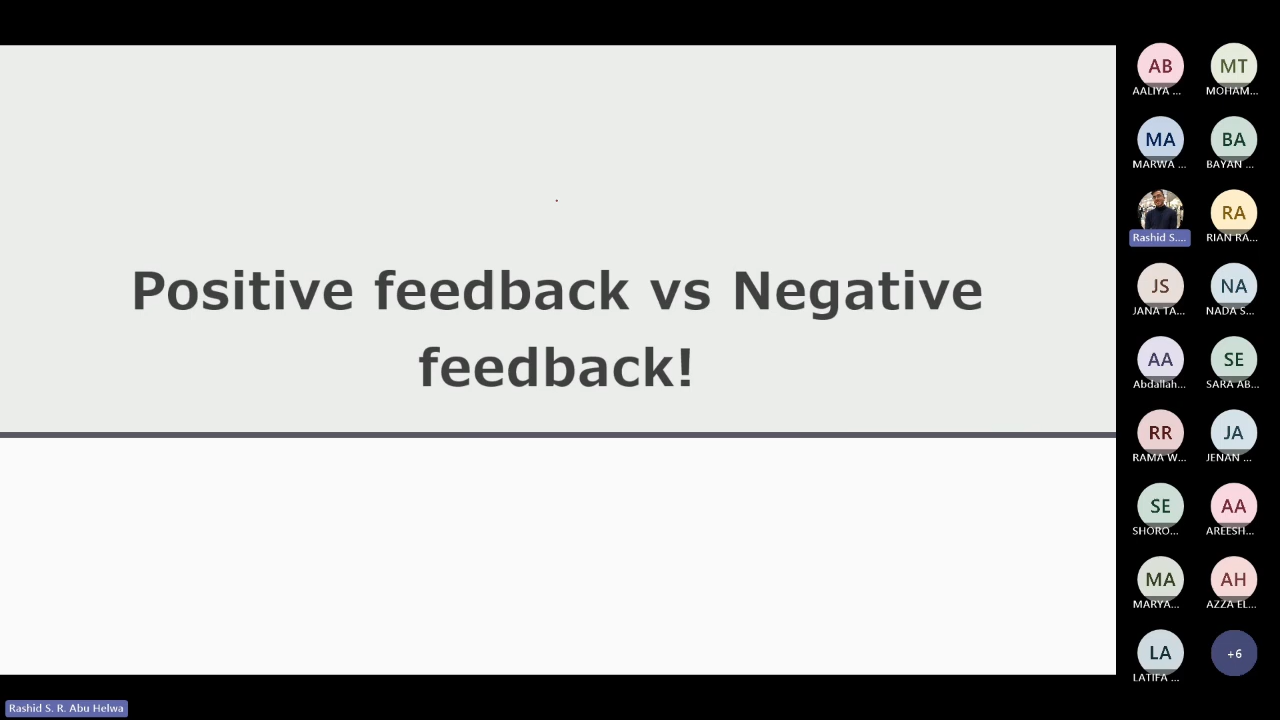 Positive feedback vs Negative
feedback!
AB
MT
AALIYA ...
MOHAM...
MA
BA
MARWA ...
BAYAN ...
RA
Rashid S....
RIAN RA...
JS
NA
JANA TA...
NADA S...
AA
SE
Abdallah...
SARA AB...
RR
JA
RAMA W...
JENAN ...
SE
AA
SHORO...
AREESH...
MA
AH
MARYA...
AZZA EL...
LA
+6
LATIFA ...
Rashid S. R. Abu Helwa